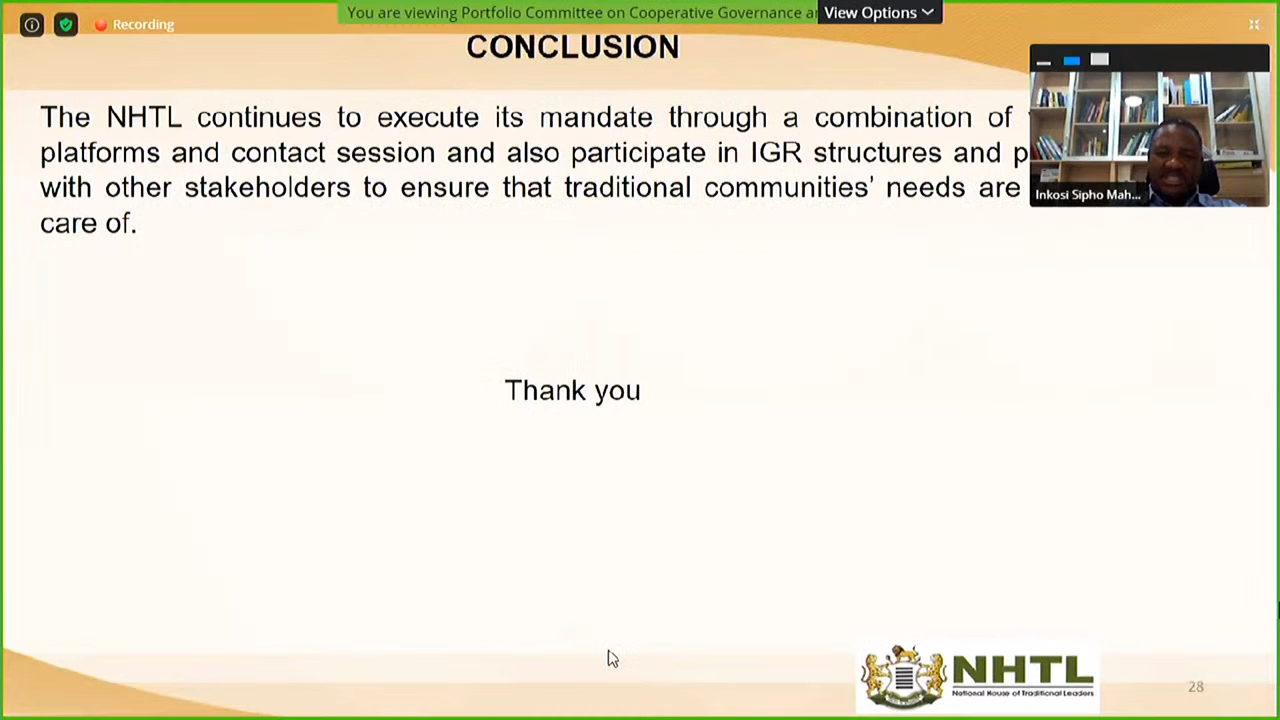 You are viewing Portfolio Committee on Cooperative Governance
View Options
Recording
CONCLUSION
The NHTL continues to execute its mandate through a combination of
platforms and contact session and also participate in IGR structures and
with other stakeholders to ensure that traditional communities' needs are
care of.
Inkosi Sipho Mah...
Thank you
NHTL
National House of Traditional Leaders
28